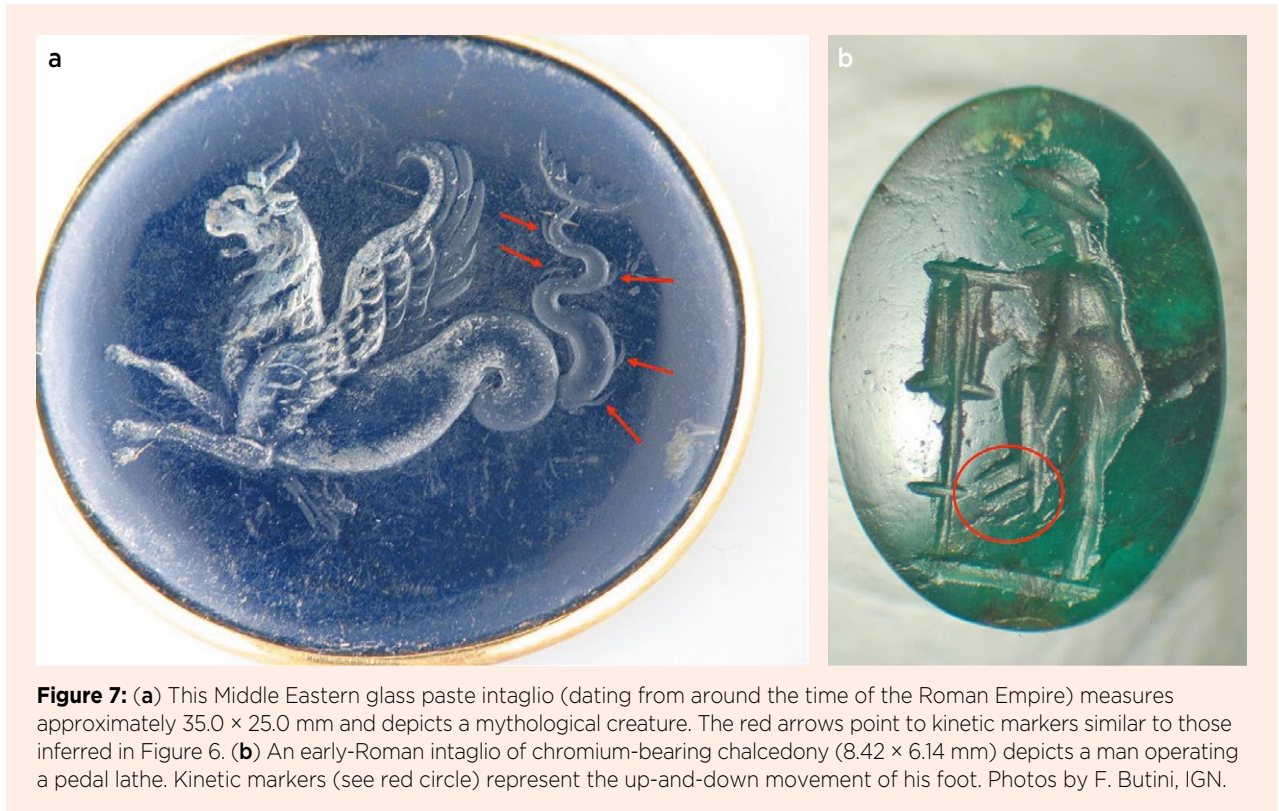 a
b
Figure 7: (a) This Middle Eastern glass paste intaglio (dating from around the time of the Roman Empire) measures
approximately 35.0 × 25.0 mm and depicts a mythological creature. The red arrows point to kinetic markers similar to those
inferred in Figure 6. (b) An early-Roman intaglio of chromium-bearing chalcedony (8.42 × 6.14 mm) depicts a man operating
a pedal lathe. Kinetic markers (see red circle) represent the up-and-down movement of his foot. Photos by F. Butini, IGN.